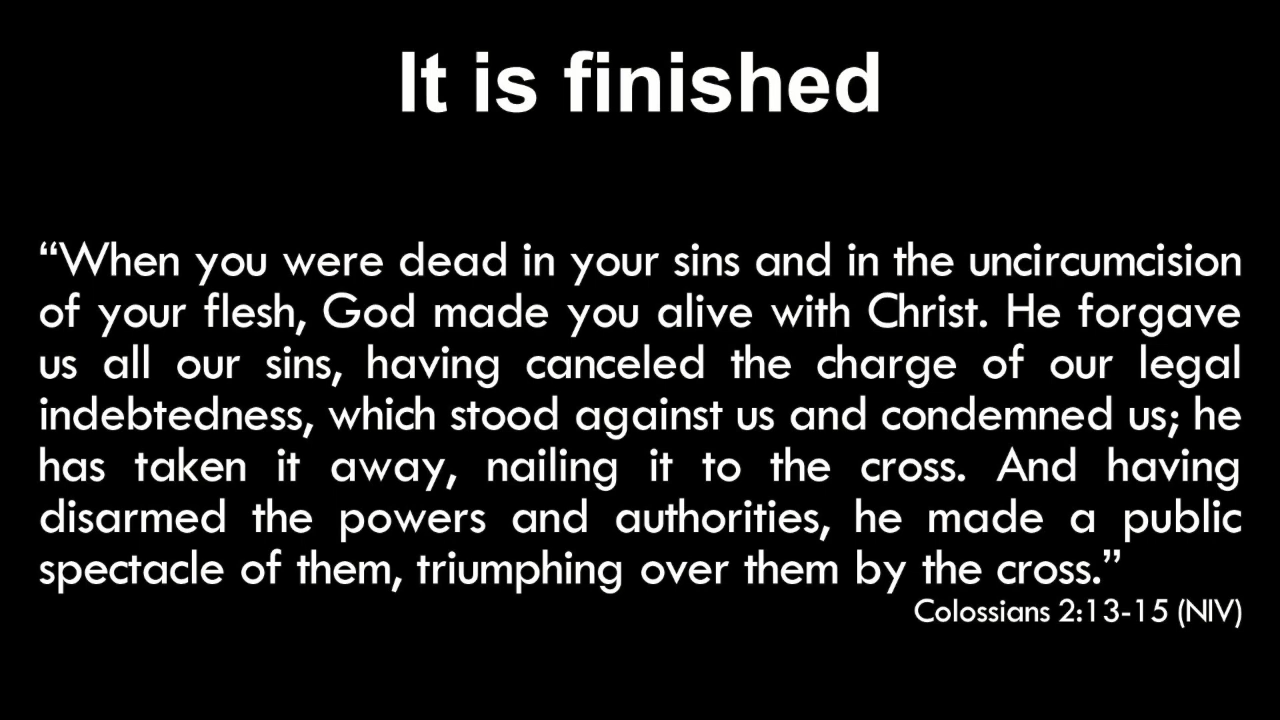 It is finished
“When you were dead in your sins and in the uncircumcision
of your flesh, God made you alive with Christ. He forgave
us all our sins, having canceled the charge of our legal
indebtedness, which stood against us and condemned us; he
has taken it away, nailing it to the cross. And having
disarmed the powers and authorities, he made a public
spectacle of them, triumphing over them by the cross.”
Colossians 2:13-15 (NIV)